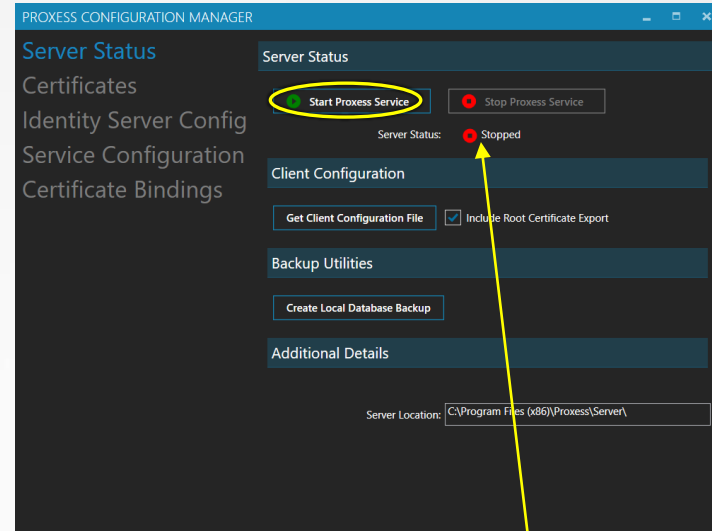 PROXESS CONFIGURATION MANAGER
Server Status
Certificates
Identity Server Config
Service Configuration
Certificate Bindings
Server Status
Start Proxess Service
Stop Proxess Service
Server Status: Stopped
Client Configuration
Get Client Configuration File
Include Root Certificate Export
Backup Utilities
Create Local Database Backup
Additional Details
Server Location: C:\Program Files (x86)\Proxess\Server\